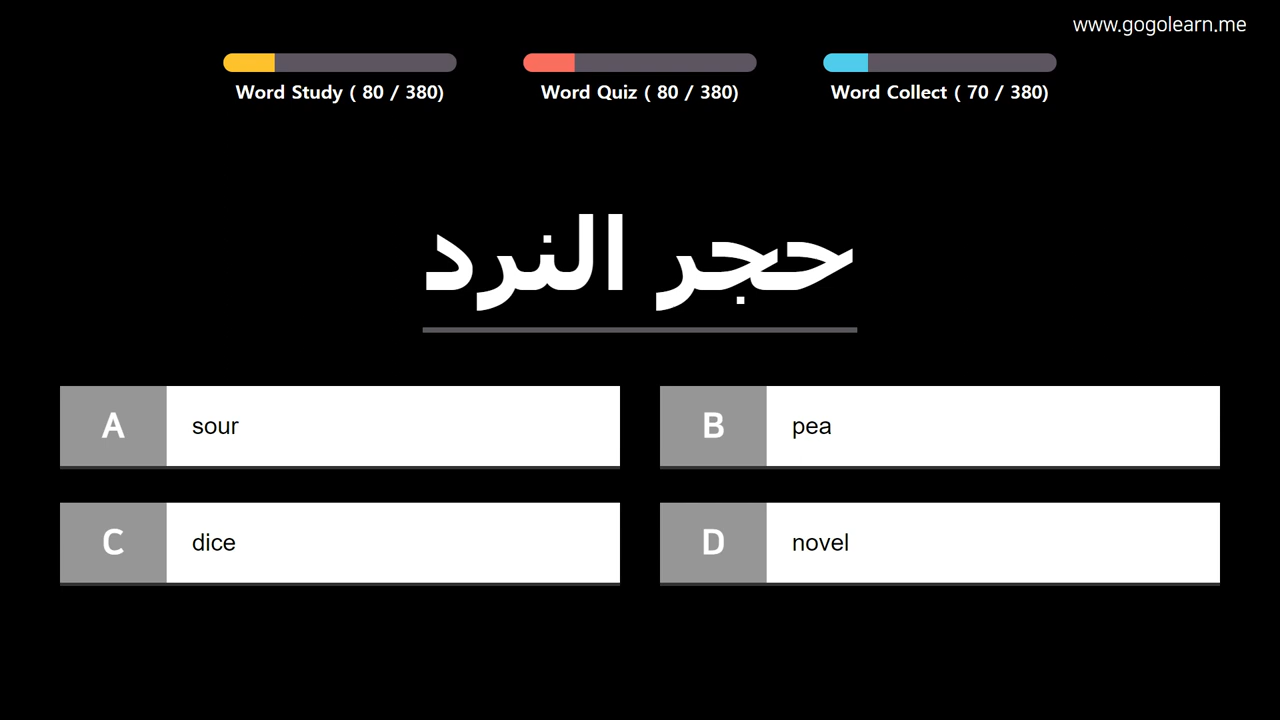 www.gogolearn.me
Word Study ( 80 / 380)
Word Quiz ( 80 / 380)
Word Collect ( 70 / 380)
حجر النرد
A sour
B pea
C dice
D novel